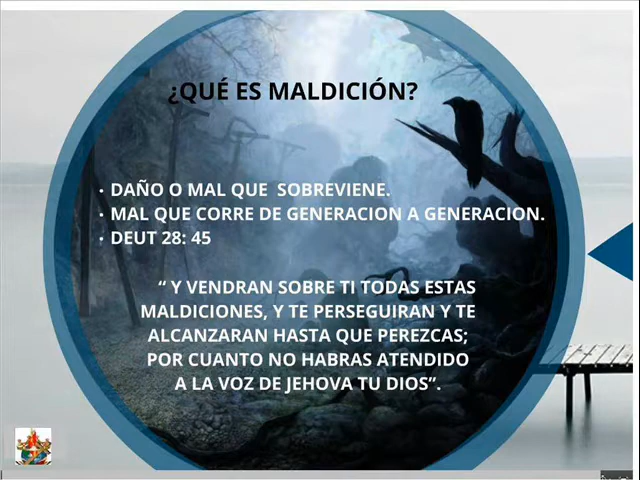 ¿QUÉ ES MALDICIÓN?
• DAÑO O MAL QUE SOBREVIENE.
• MAL QUE CORRE DE GENERACION A GENERACION.
• DEUT 28: 45
“ Y VENDRAN SOBRE TI TODAS ESTAS
MALDICIONES, Y TE PERSEGUIRAN Y TE
ALCANZARAN HASTA QUE PEREZCAS;
POR CUANTO NO HABRAS ATENDIDO
A LA VOZ DE JEHOVA TU DIOS”.